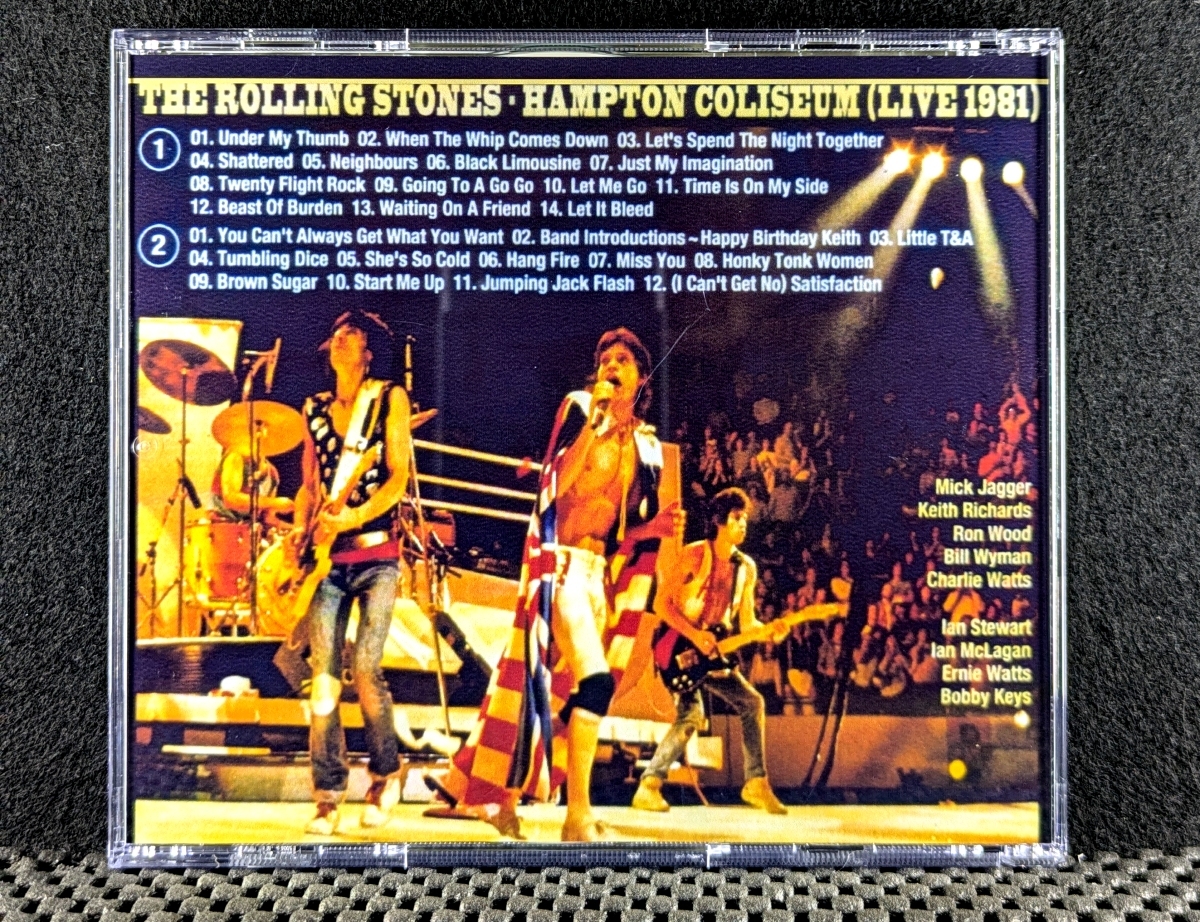 THE ROLLING STONES · HAMPTON COLISEUM (LIVE 1981)
1
01. Under My Thumb 02. When The Whip Comes Down 03. Let's Spend The Night Together
04. Shattered 05. Neighbours 06. Black Limousine 07. Just My Imagination
08. Twenty Flight Rock 09. Going To A Go Go 10. Let Me Go 11. Time Is On My Side
12. Beast Of Burden 13. Waiting On A Friend 14. Let It Bleed
2
01. You Can't Always Get What You Want 02. Band Introductions~Happy Birthday Keith 03. Little T&A
04. Tumbling Dice 05. She's So Cold 06. Hang Fire 07. Miss You 08. Honky Tonk Women
09. Brown Sugar 10. Start Me Up 11. Jumping Jack Flash 12. (I Can't Get No) Satisfaction
Mick Jagger
Keith Richards
Ron Wood
Bill Wyman
Charlie Watts
Ian Stewart
Ian McLagan
Ernie Watts
Bobby Keys